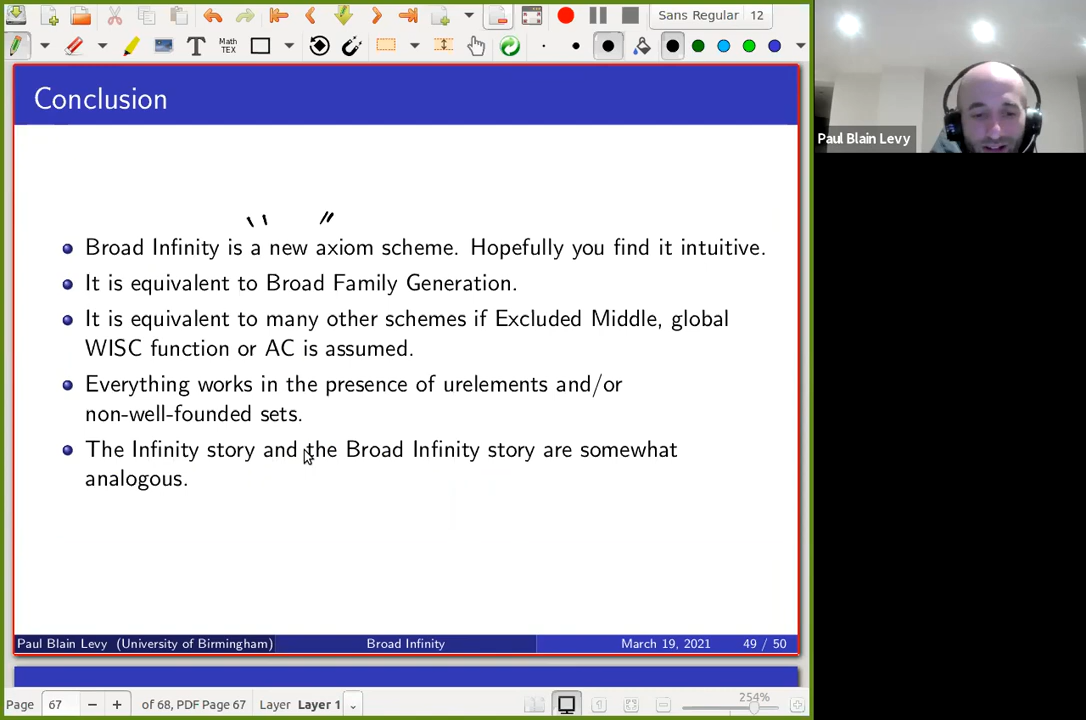 Sans Regular 12
Math
TEX
Paul Blain Levy
Conclusion
Broad Infinity is a new axiom scheme. Hopefully you find it intuitive.
It is equivalent to Broad Family Generation.
It is equivalent to many other schemes if Excluded Middle, global
WISC function or AC is assumed.
Everything works in the presence of urelements and/or
non-well-founded sets.
The Infinity story and the Broad Infinity story are somewhat
analogous.
Paul Blain Levy (University of Birmingham) Broad Infinity March 19, 2021 49 / 50
Page 67 of 68, PDF Page 67 Layer Layer 1 254%